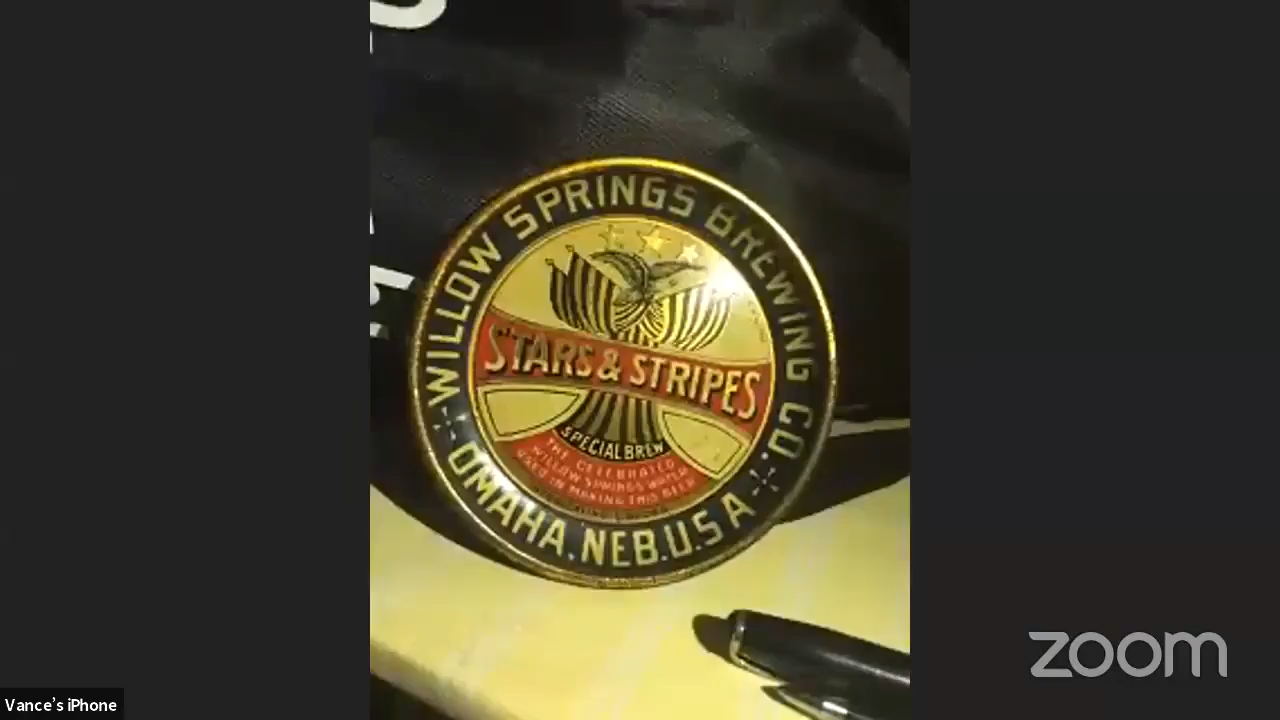 WILLOW SPRINGS BREWING CO.
STARS & STRIPES
SPECIAL BREW
THE CELEBRATED
WILLOW SPRINGS WATER
USED IN MAKING THIS BEER
OMAHA. NEB. U.S A
zoom
Vance's iPhone